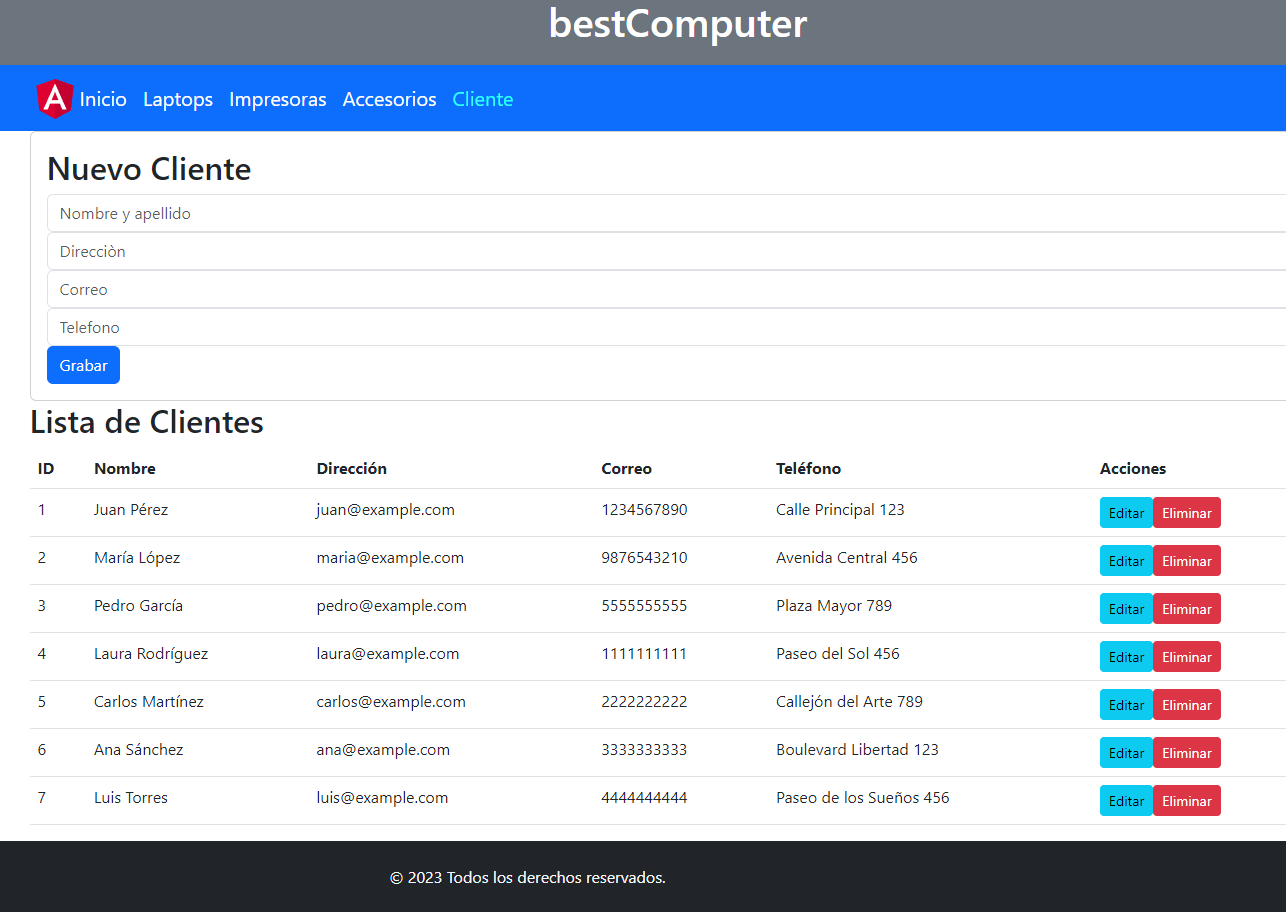 bestComputer
A Inicio Laptops Impresoras Accesorios Cliente
Nuevo Cliente
Nombre y apellido
Direcciòn
Correo
Telefono
Grabar
Lista de Clientes
ID Nombre Dirección Correo Teléfono Acciones
1 Juan Pérez juan@example.com 1234567890 Calle Principal 123 Editar Eliminar
2 María López maria@example.com 9876543210 Avenida Central 456 Editar Eliminar
3 Pedro García pedro@example.com 5555555555 Plaza Mayor 789 Editar Eliminar
4 Laura Rodríguez laura@example.com 1111111111 Paseo del Sol 456 Editar Eliminar
5 Carlos Martínez carlos@example.com 2222222222 Callejón del Arte 789 Editar Eliminar
6 Ana Sánchez ana@example.com 3333333333 Boulevard Libertad 123 Editar Eliminar
7 Luis Torres luis@example.com 4444444444 Paseo de los Sueños 456 Editar Eliminar
© 2023 Todos los derechos reservados.